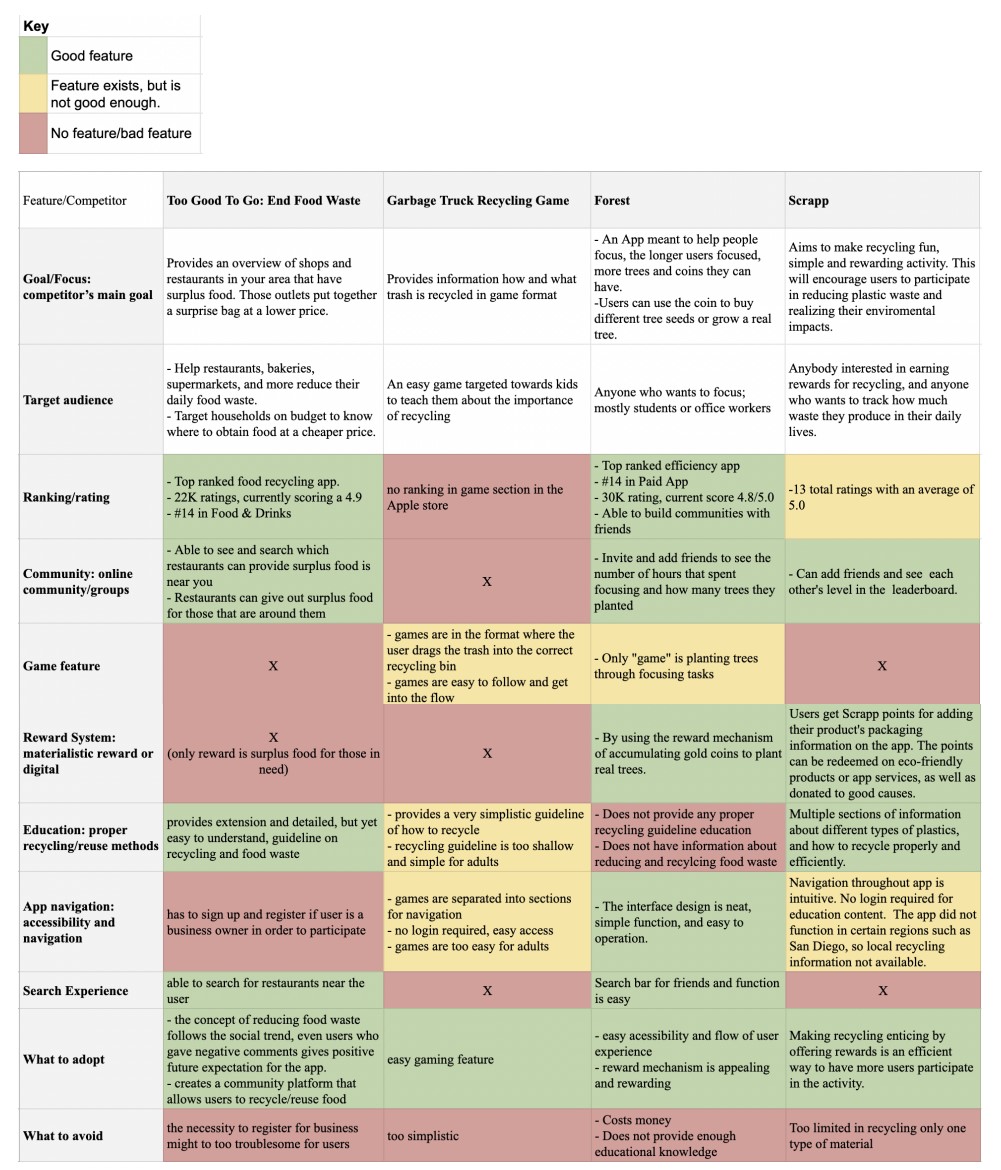 Key
Good feature
Feature exists, but is
not good enough.
No feature/bad feature
Feature/Competitor
Too Good To Go: End Food Waste
Garbage Truck Recycling Game
Forest
Scrapp
Goal/Focus:
competitor's main goal
Provides an overview of shops and
restaurants in your area that have
surplus food. Those outlets put together
a surprise bag at a lower price.
Provides information how and what
trash is recycled in game format
- An App meant to help people
focus, the longer users focused,
more trees and coins they can
have.
-Users can use the coin to buy
different tree seeds or grow a real
tree.
Aims to make recycling fun,
simple and rewarding activity. This
will encourage users to participate
in reducing plastic waste and
realizing their enviromental
impacts.
Target audience
- Help restaurants, bakeries,
supermarkets, and more reduce their
daily food waste.
- Target households on budget to know
where to obtain food at a cheaper price.
An easy game targeted towards kids
to teach them about the importance
of recycling
Anyone who wants to focus;
mostly students or office workers
Anybody interested in earning
rewards for recycling, and anyone
who wants to track how much
waste they produce in their daily
lives.
Ranking/rating
- Top ranked food recycling app.
- 22K ratings, currently scoring a 4.9
- #14 in Food & Drinks
no ranking in game section in the
Apple store
- Top ranked efficiency app
- #14 in Paid App
- 30K rating, current score 4.8/5.0
- Able to build communities with
friends
-13 total ratings with an average of
5.0
Community: online
community/groups
- Able to see and search which
restaurants can provide surplus food is
near you
- Restaurants can give out surplus food
for those that are around them
X
- Invite and add friends to see the
number of hours that spent
focusing and how many trees they
planted
- Can add friends and see each
other's level in the leaderboard.
Game feature
X
- games are in the format where the
user drags the trash into the correct
recycling bin
- games are easy to follow and get
into the flow
- Only "game" is planting trees
through focusing tasks
X
Reward System:
materialistic reward or
digital
X
(only reward is surplus food for those in
need)
X
- By using the reward mechanism
of accumulating gold coins to plant
real trees.
Users get Scrapp points for adding
their product's packaging
information on the app. The points
can be redeemed on eco-friendly
products or app services, as well as
donated to good causes.
Education: proper
recycling/reuse methods
provides extension and detailed, but yet
easy to understand, guideline on
recycling and food waste
- provides a very simplistic guideline
of how to recycle
- recycling guideline is too shallow
and simple for adults
- Does not provide any proper
recycling guideline education
- Does not have information about
reducing and recylcing food waste
Multiple sections of information
about different types of plastics,
and how to recycle properly and
efficiently.
App navigation:
accessibility and
navigation
has to sign up and register if user is a
business owner in order to participate
- games are separated into sections
for navigation
- no login required, easy access
- games are too easy for adults
- The interface design is neat,
simple function, and easy to
operation.
Navigation throughout app is
intuitive. No login required for
education content. The app did not
function in certain regions such as
San Diego, so local recycling
information not available.
Search Experience
able to search for restaurants near the
user
X
Search bar for friends and function
is easy
X
What to adopt
- the concept of reducing food waste
follows the social trend, even users who
gave negative comments gives positive
future expectation for the app.
- creates a community platform that
allows users to recycle/reuse food
easy gaming feature
- easy acessibility and flow of user
experience
- reward mechanism is appealing
and rewarding
Making recycling enticing by
offering rewards is an efficient
way to have more users participate
in the activity.
What to avoid
the necessity to register for business
might to too troublesome for users
too simplistic
- Costs money
- Does not provide enough
educational knowledge
Too limited in recycling only one
type of material